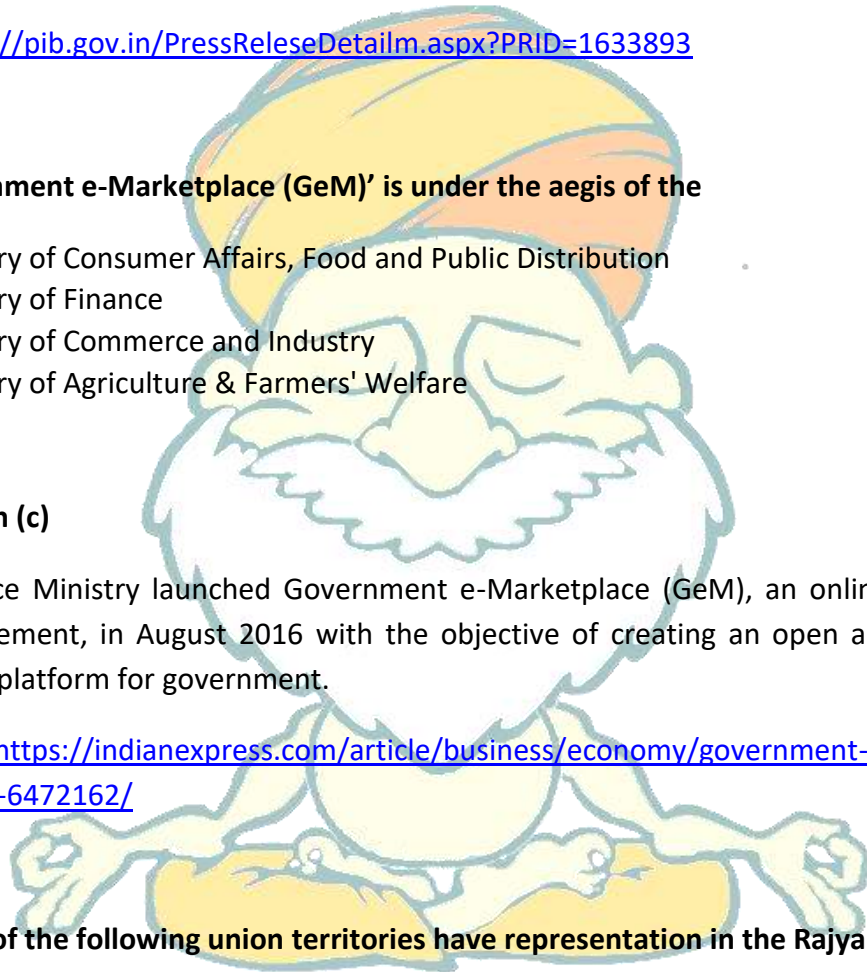 //pib.gov.in/PressReleseDetailm.aspx?PRID=1633893
nment e-Marketplace (GeM)’ is under the aegis of the
ry of Consumer Affairs, Food and Public Distribution
ry of Finance
ry of Commerce and Industry
ry of Agriculture & Farmers' Welfare
n (c)
ce Ministry launched Government e-Marketplace (GeM), an onlin
ement, in August 2016 with the objective of creating an open a
platform for government.
https://indianexpress.com/article/business/economy/government-
-6472162/
of the following union territories have representation in the Rajya